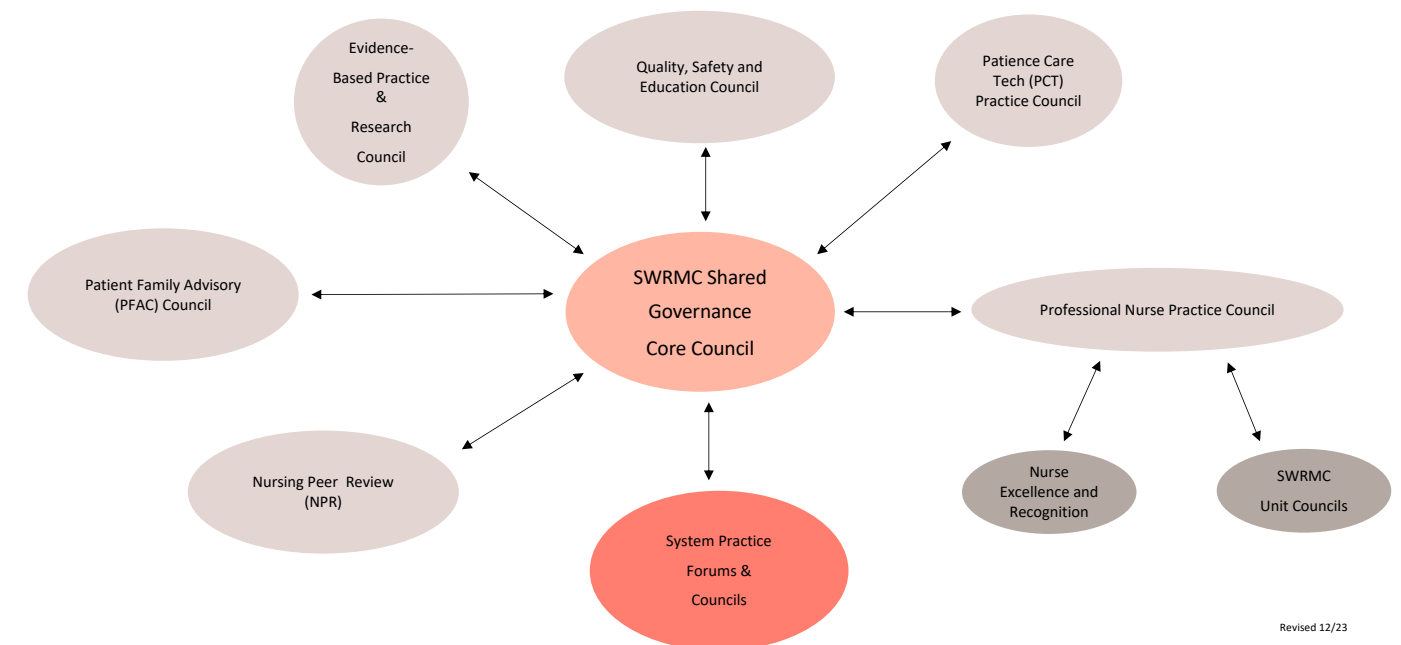 Evidence-
Based Practice
&
Research
Council
Quality, Safety and
Education Council
Patience Care
Tech (PCT)
Practice Council
Patient Family Advisory
(PFAC) Council
SWRMC Shared
Governance
Core Council
Professional Nurse Practice Council
Nursing Peer Review
(NPR)
System Practice
Forums &
Councils
Nurse
Excellence and
Recognition
SWRMC
Unit Councils
Revised 12/23